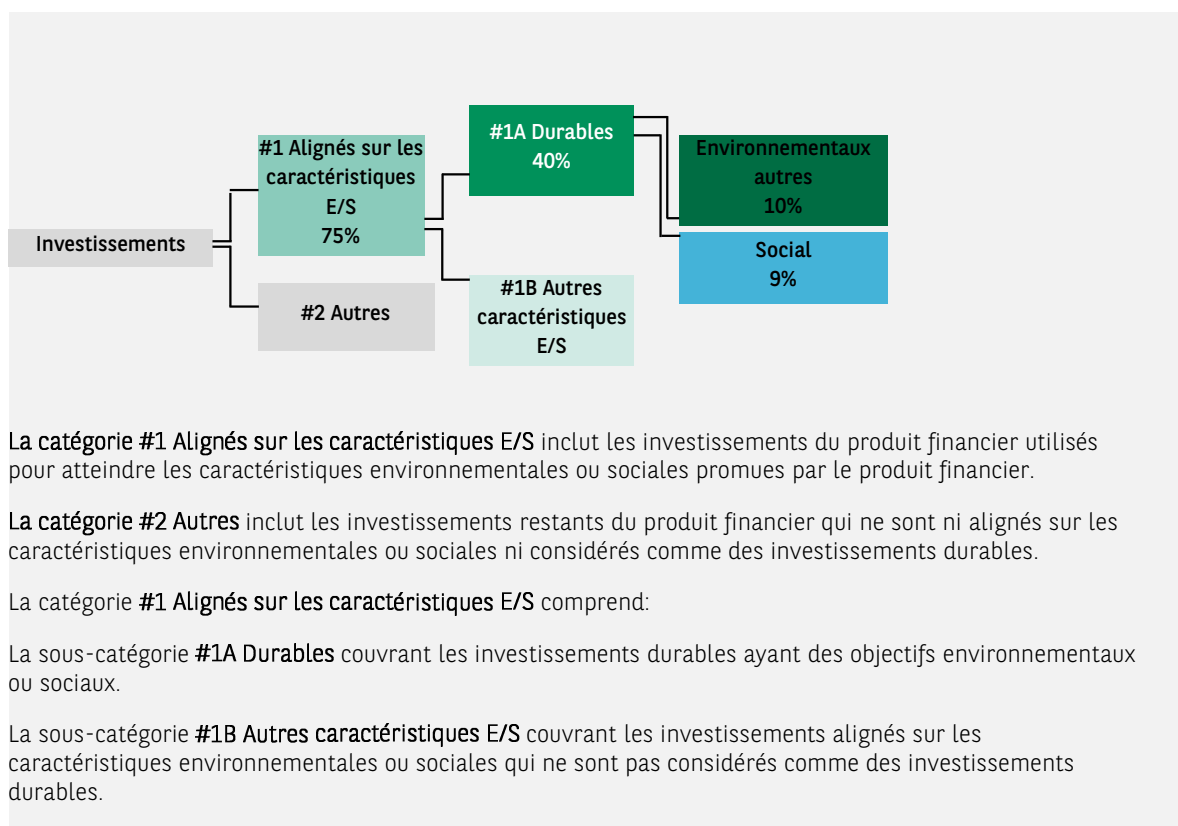 Investissements
#1 Alignés sur les
caractéristiques
E/S
75%
#2 Autres
#1A Durables
40%
#1B Autres
caractéristiques
E/S
Environnementaux
autres
10%
Social
9%
La catégorie #1 Alignés sur les caractéristiques E/S inclut les investissements du produit financier utilisés
pour atteindre les caractéristiques environnementales ou sociales promues par le produit financier.
La catégorie #2 Autres inclut les investissements restants du produit financier qui ne sont ni alignés sur les
caractéristiques environnementales ou sociales ni considérés comme des investissements durables.
La catégorie #1 Alignés sur les caractéristiques E/S comprend:
La sous-catégorie #1A Durables couvrant les investissements durables ayant des objectifs environnementaux
ou sociaux.
La sous-catégorie #1B Autres caractéristiques E/S couvrant les investissements alignés sur les
caractéristiques environnementales ou sociales qui ne sont pas considérés comme des investissements
durables.